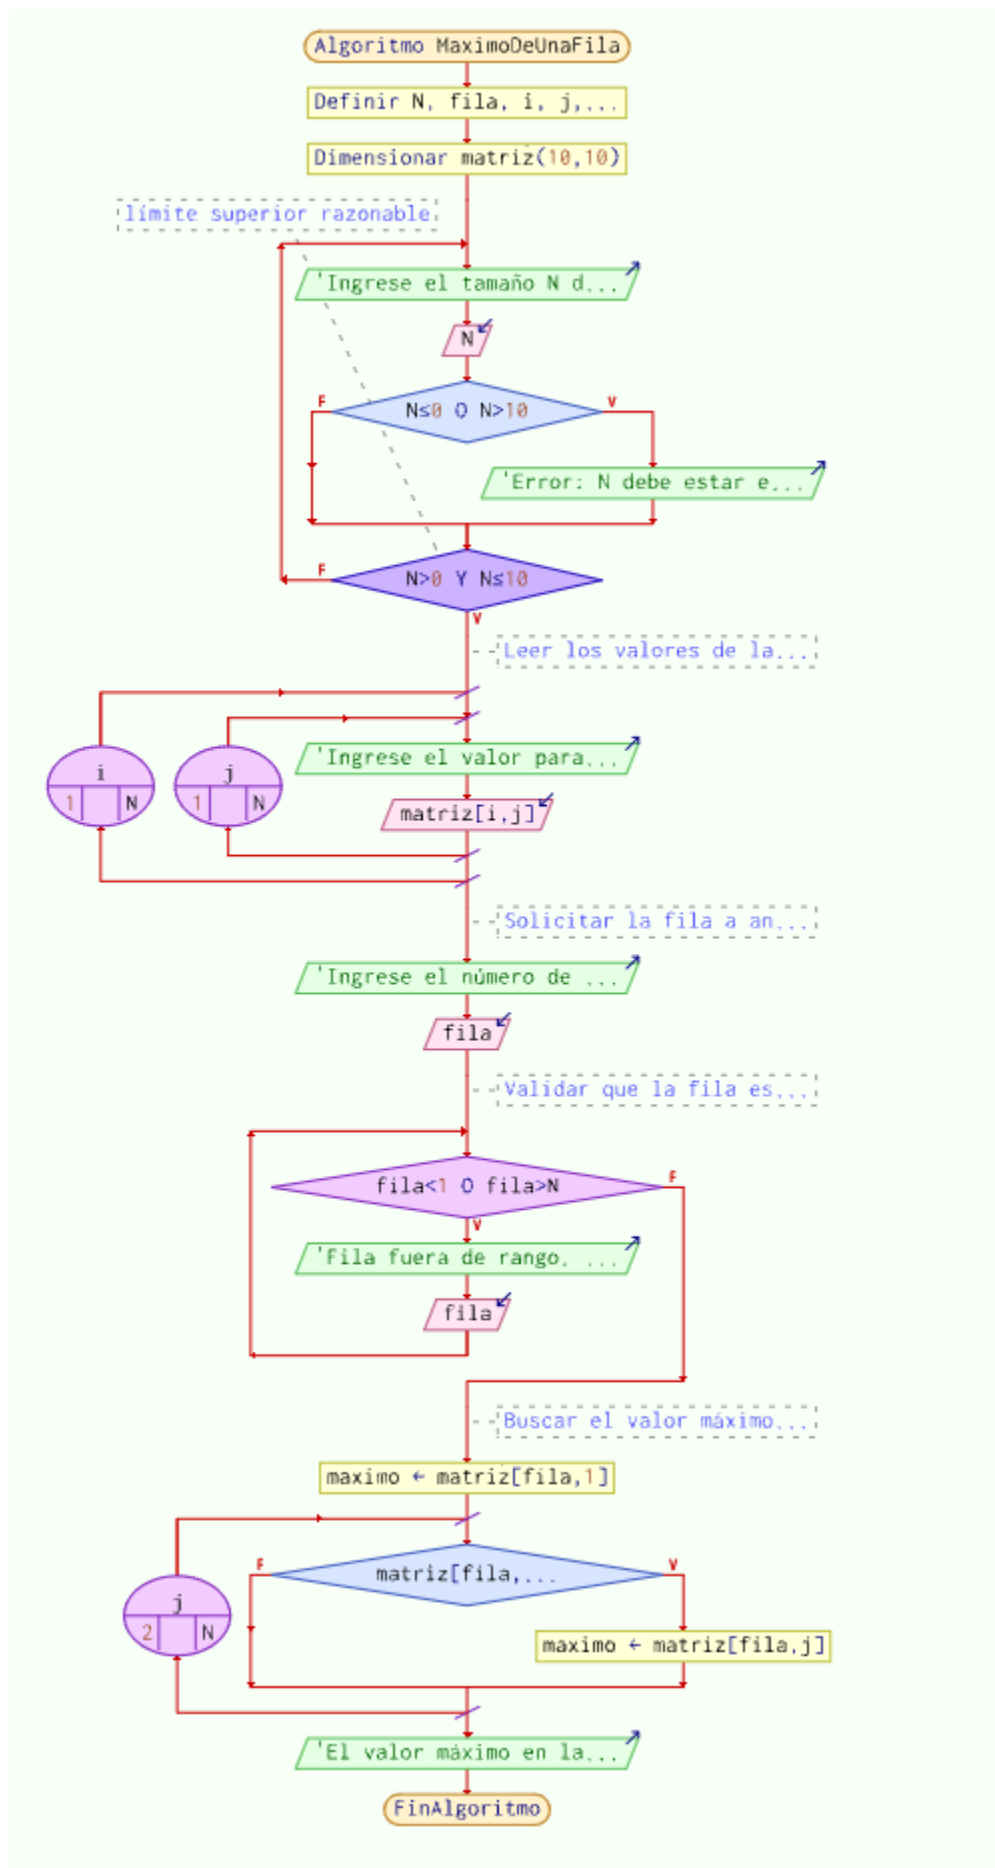 Algoritmo MaximoDeUnaFila
Definir N, fila, i, j,...
Dimensionar matriz(10,10)
límite superior razonable
'Ingrese el tamaño N d...
N
N≤0 O N>10
F
V
'Error: N debe estar e...
N>0 Y N≤10
F
V
Leer los valores de la...
i
1 N
j
1 N
'Ingrese el valor para...
matriz[i,j]
Solicitar la fila a an...
'Ingrese el número de ...
fila
Validar que la fila es...
fila<1 O fila>N
F
V
'Fila fuera de rango. ...
fila
Buscar el valor máximo...
maximo ← matriz[fila,1]
F
matriz[fila,...
V
j
2 N
maximo ← matriz[fila,j]
'El valor máximo en la...
FinAlgoritmo